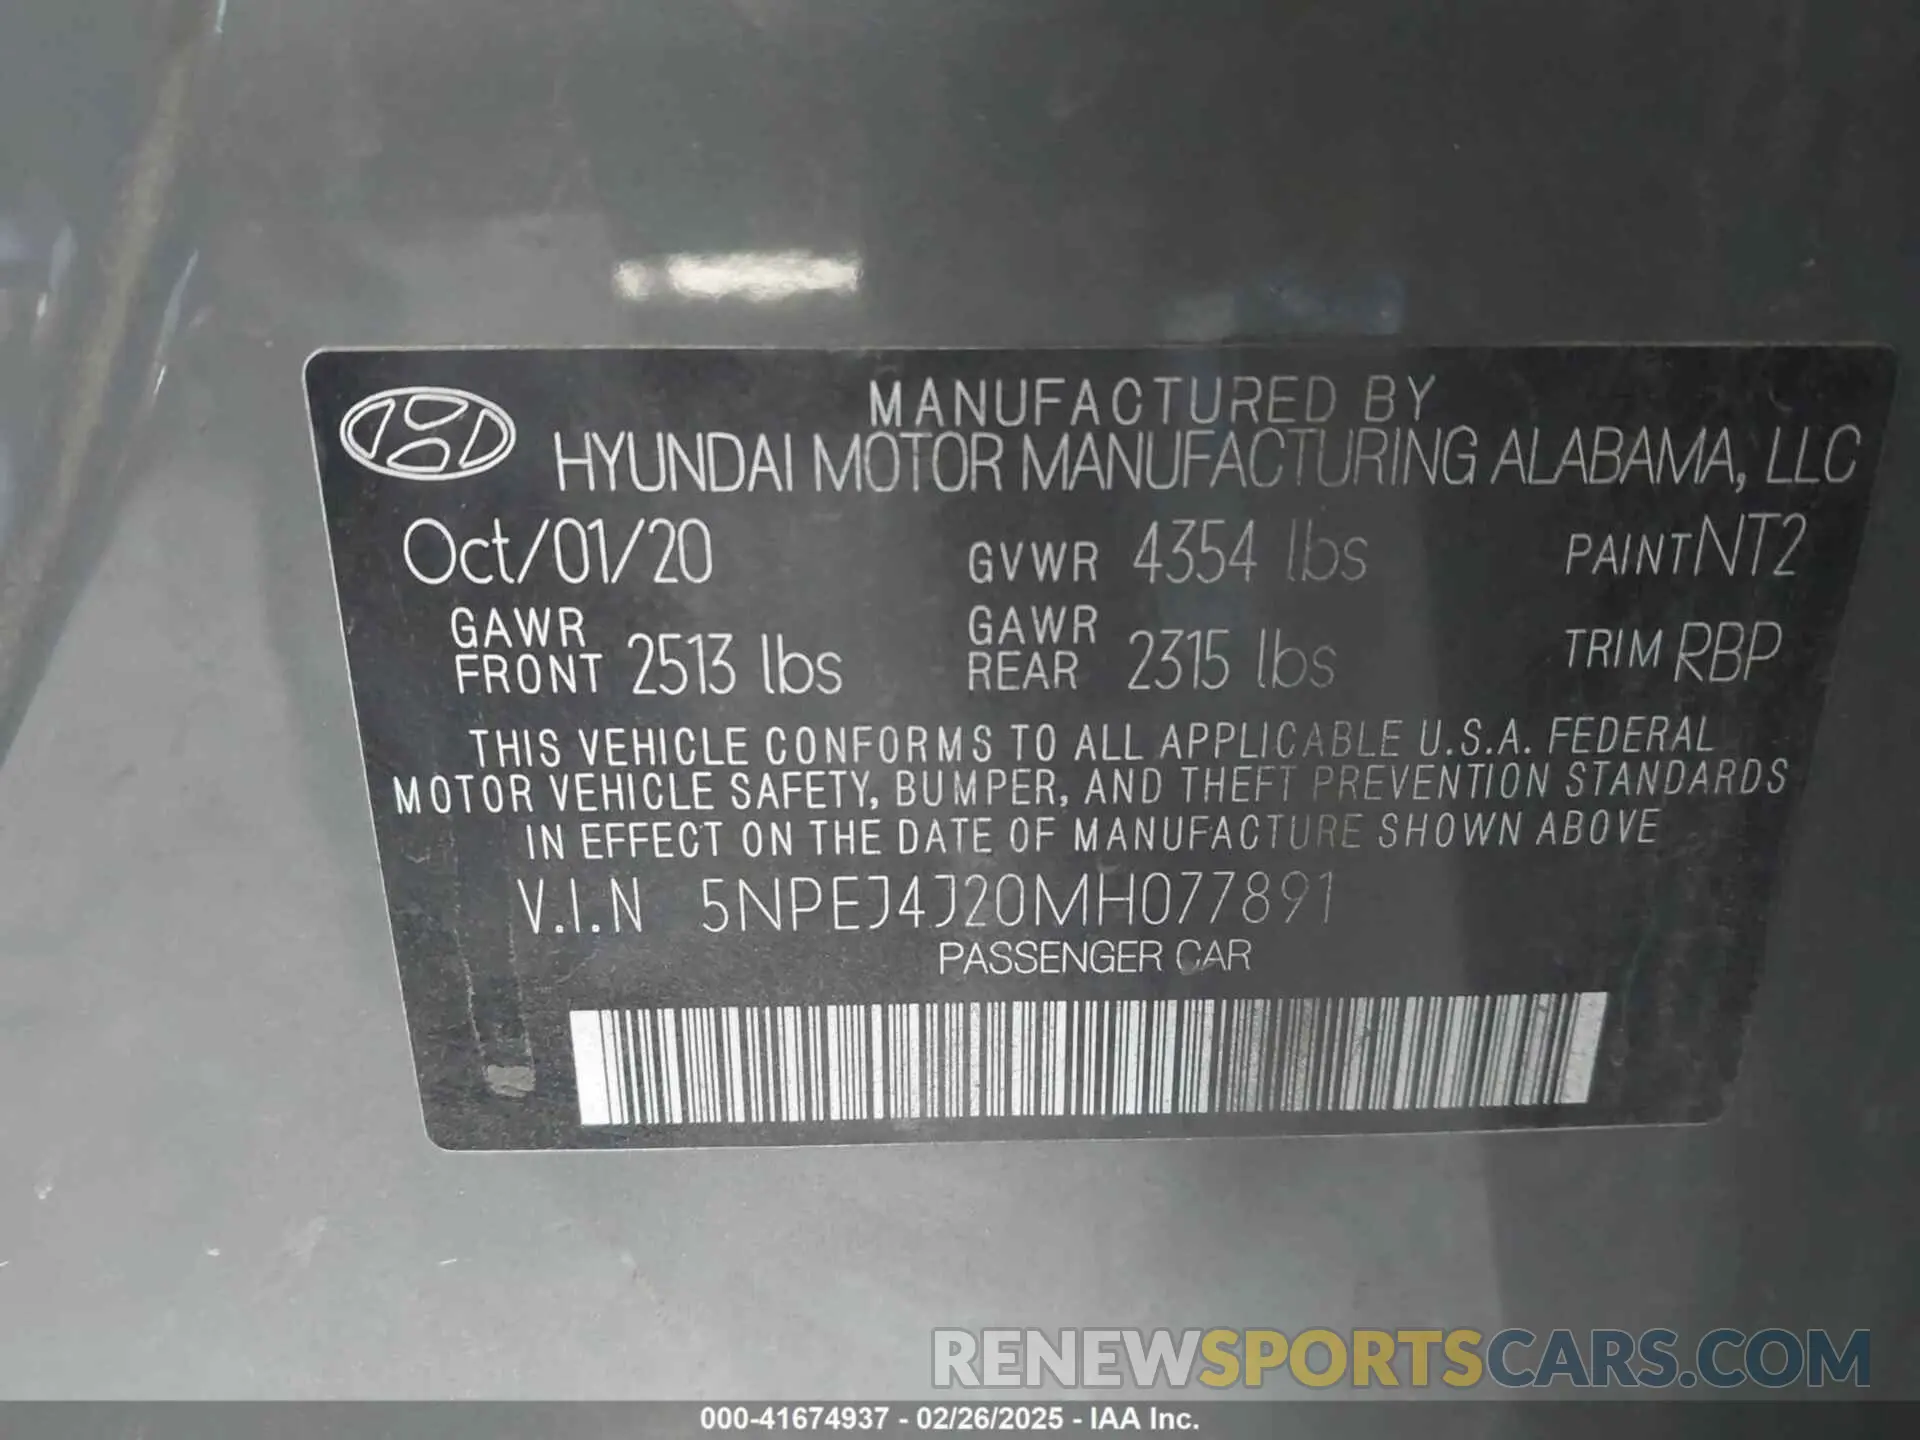 MANUFACTURED BY
HYUNDAI MOTOR MANUFACTURING ALABAMA, LLC
Oct/01/20 GVWR 4354 lbs PAINT NT2
GAWR FRONT 2513 lbs GAWR REAR 2315 lbs TRIM RBP
THIS VEHICLE CONFORMS TO ALL APPLICABLE U.S.A. FEDERAL
MOTOR VEHICLE SAFETY, BUMPER, AND THEFT PREVENTION STANDARDS
IN EFFECT ON THE DATE OF MANUFACTURE SHOWN ABOVE
V.I.N 5NPEJ4J20MH077891
PASSENGER CAR
RENEWSPORTSCARS.COM
000-41674937 - 02/26/2025 - IAA Inc.